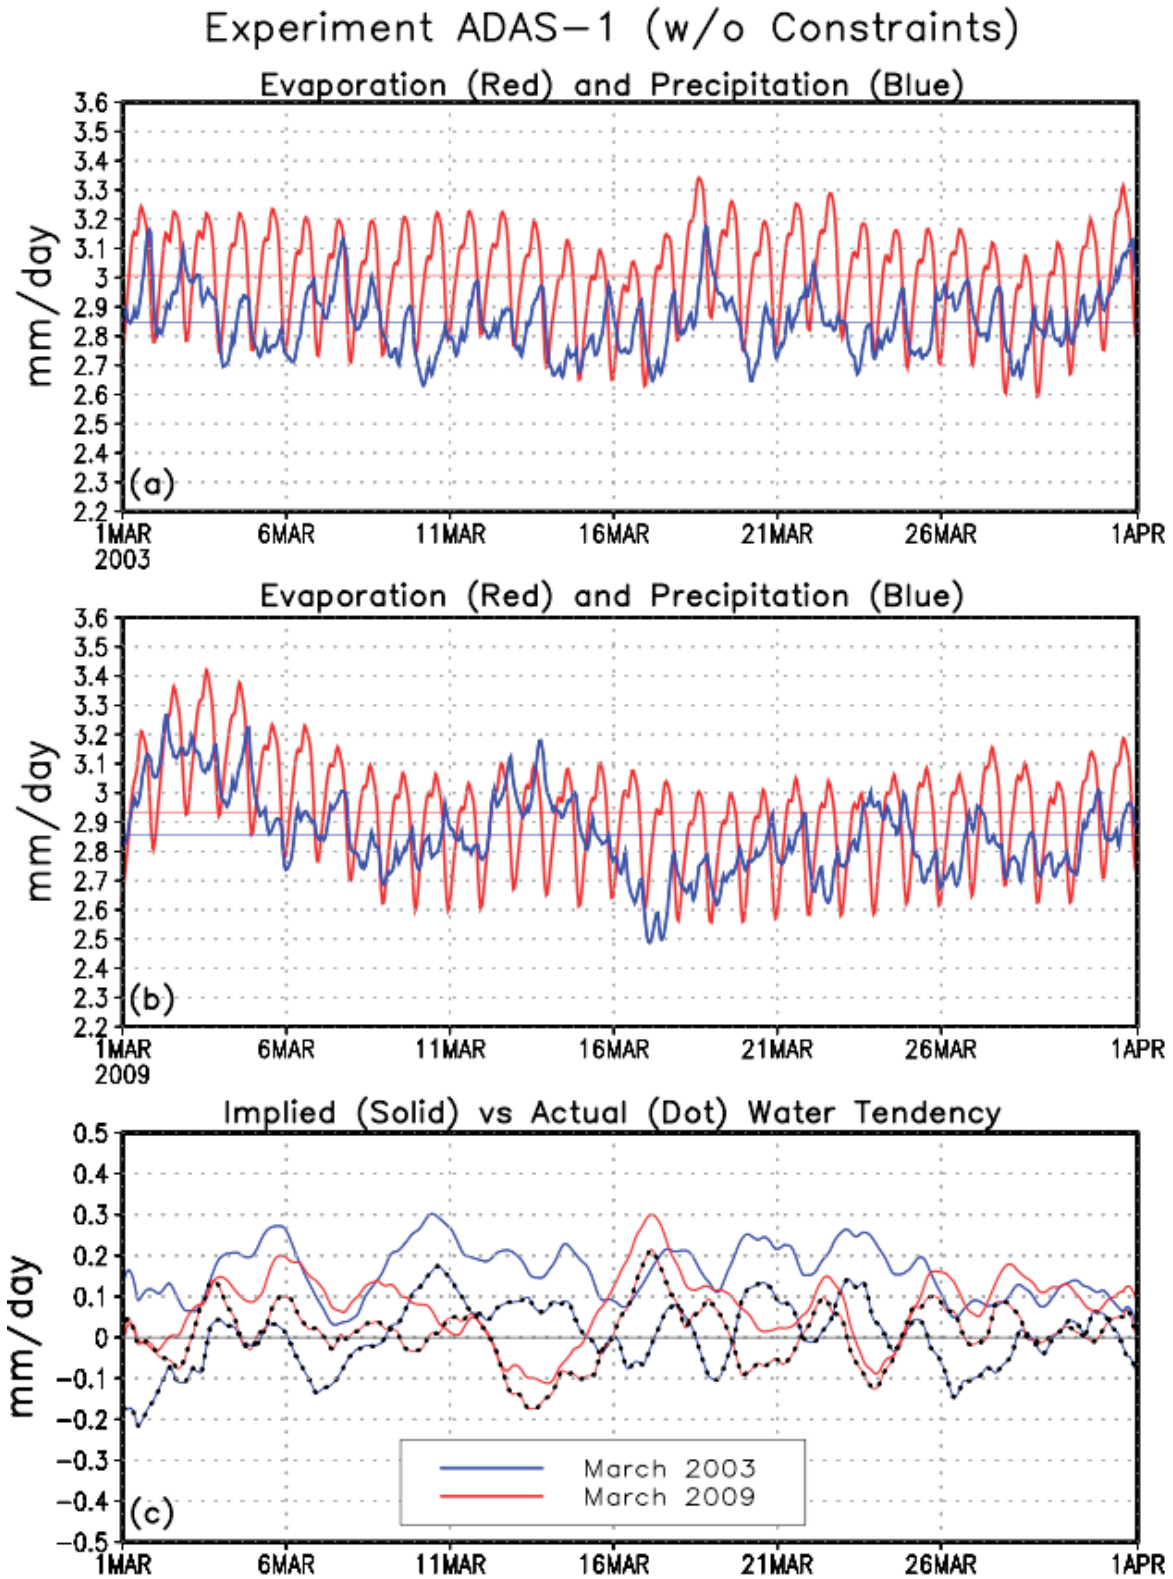 Experiment ADAS-1 (w/o Constraints)
Evaporation (Red) and Precipitation (Blue)
mm/day
3.6
3.5
3.4
3.3
3.2
3.1
3
2.9
2.8
2.7
2.6
2.5
2.4
2.3
2.2
(a)
1MAR 6MAR 11MAR 16MAR 21MAR 26MAR 1APR
2003
Evaporation (Red) and Precipitation (Blue)
mm/day
3.6
3.5
3.4
3.3
3.2
3.1
3
2.9
2.8
2.7
2.6
2.5
2.4
2.3
2.2
(b)
1MAR 6MAR 11MAR 16MAR 21MAR 26MAR 1APR
2009
Implied (Solid) vs Actual (Dot) Water Tendency
mm/day
0.5
0.4
0.3
0.2
0.1
0
-0.1
-0.2
-0.3
-0.4
-0.5
March 2003
March 2009
(c)
1MAR 6MAR 11MAR 16MAR 21MAR 26MAR 1APR